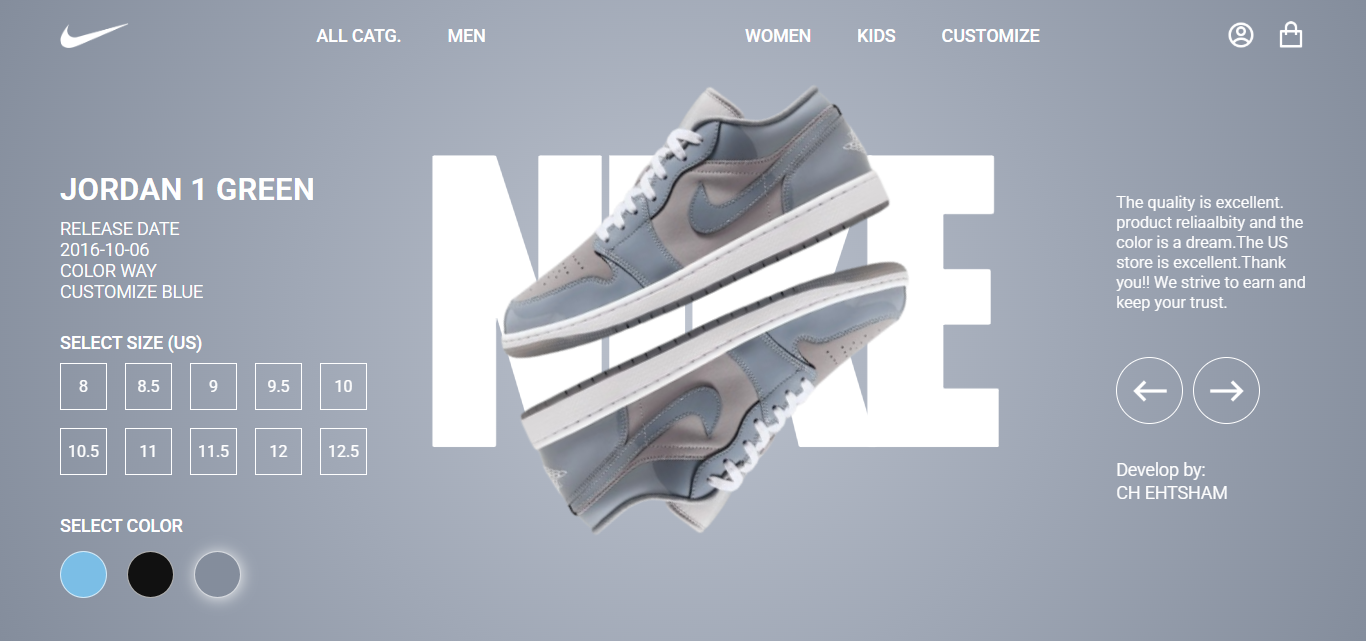 ALL CATG. MEN WOMEN KIDS CUSTOMIZE
NIKE
JORDAN 1 GREEN
RELEASE DATE
2016-10-06
COLOR WAY
CUSTOMIZE BLUE
SELECT SIZE (US)
8 8.5 9 9.5 10
10.5 11 11.5 12 12.5
SELECT COLOR
The quality is excellent.
product reliaalbity and the
color is a dream.The US
store is excellent.Thank
you!! We strive to earn and
keep your trust.
Develop by:
CH EHTSHAM